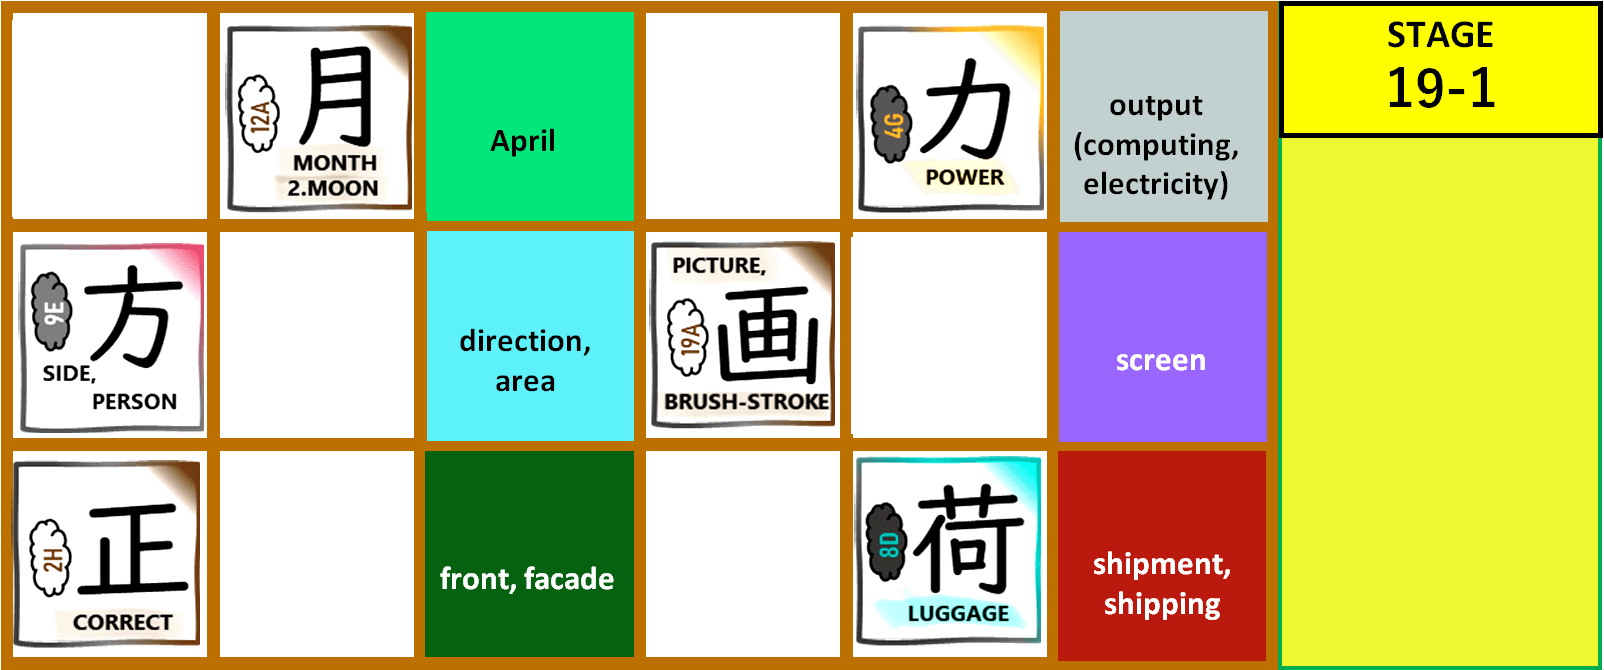 月
12A
MONTH
2.MOON
April
力
4G
POWER
output
(computing,
electricity)
STAGE
19-1
方
9E
SIDE,
PERSON
direction,
area
PICTURE,
画
19A
BRUSH-STROKE
screen
正
2H
CORRECT
front, facade
荷
8D
LUGGAGE
shipment,
shipping